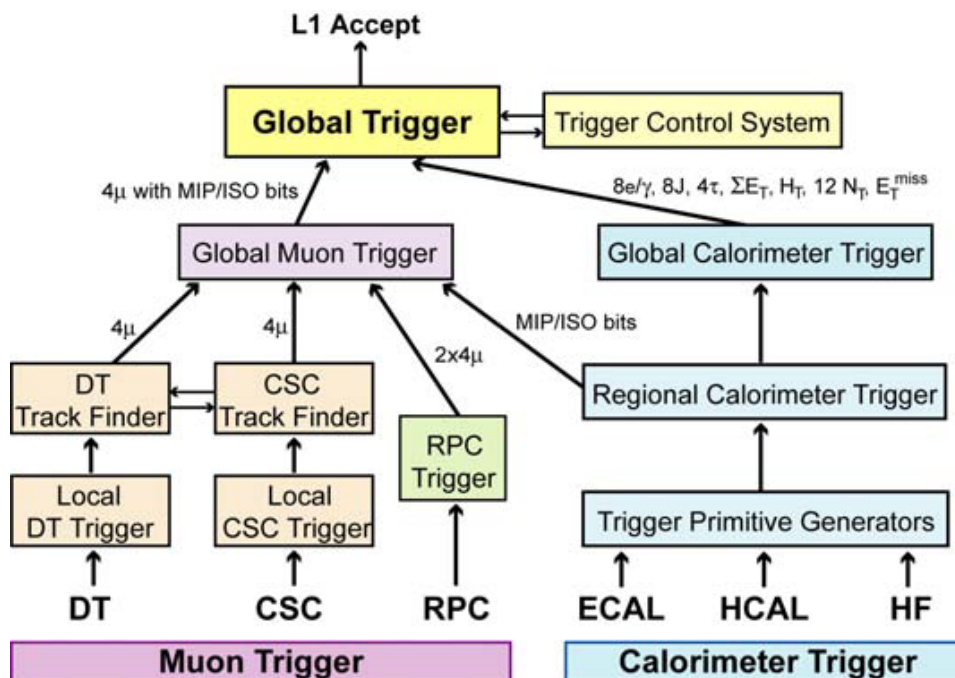 L1 Accept
Global Trigger
Trigger Control System
4μ with MIP/ISO bits
8e/γ, 8J, 4τ, ΣE_T, H_T, 12 N_T, E_T^miss
Global Muon Trigger
Global Calorimeter Trigger
4μ
4μ
2x4μ
MIP/ISO bits
DT
Track Finder
CSC
Track Finder
Regional Calorimeter Trigger
RPC
Trigger
Local
DT Trigger
Local
CSC Trigger
Trigger Primitive Generators
DT
CSC
RPC
ECAL
HCAL
HF
Muon Trigger
Calorimeter Trigger